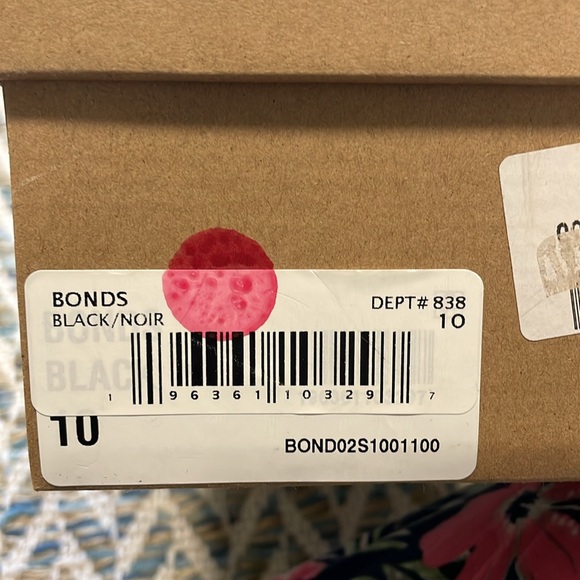 BONDS DEPT# 838
BLACK/NOIR 10
1 96361 10329 7
10
BOND02S1001100